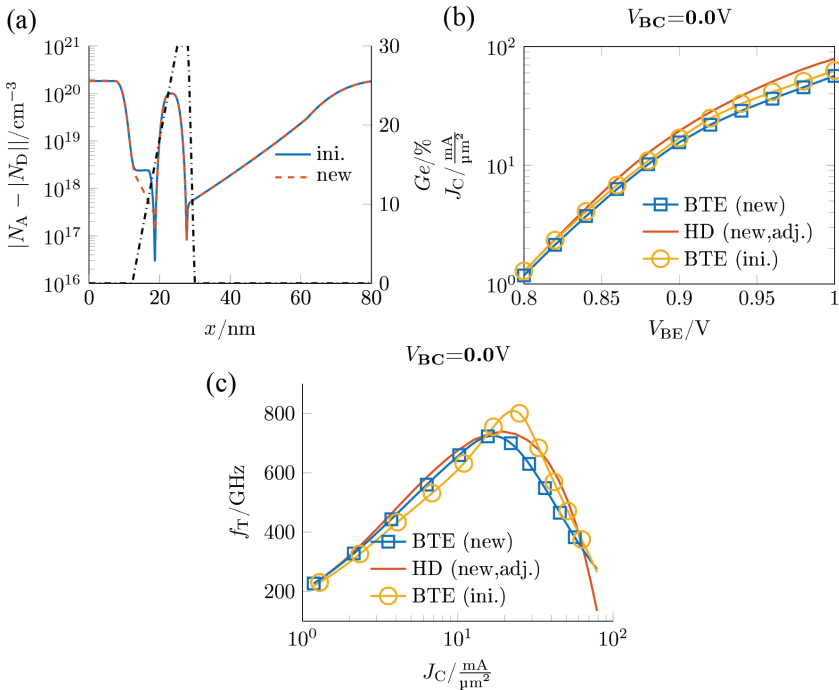 (a)
10^21
10^20
10^19
10^18
10^17
10^16
|N_A − |N_D||/cm^−3
ini.
new
30
20
10
0
Ge/%
0 20 40 60 80
x/nm
(b)
V_BC=0.0V
10^2
10^1
10^0
J_C/ mA/µm^2
BTE (new)
HD (new,adj.)
BTE (ini.)
0.8 0.85 0.9 0.95 1
V_BE/V
(c)
V_BC=0.0V
800
600
400
200
f_T/GHz
BTE (new)
HD (new,adj.)
BTE (ini.)
10^0 10^1 10^2
J_C/ mA/µm^2